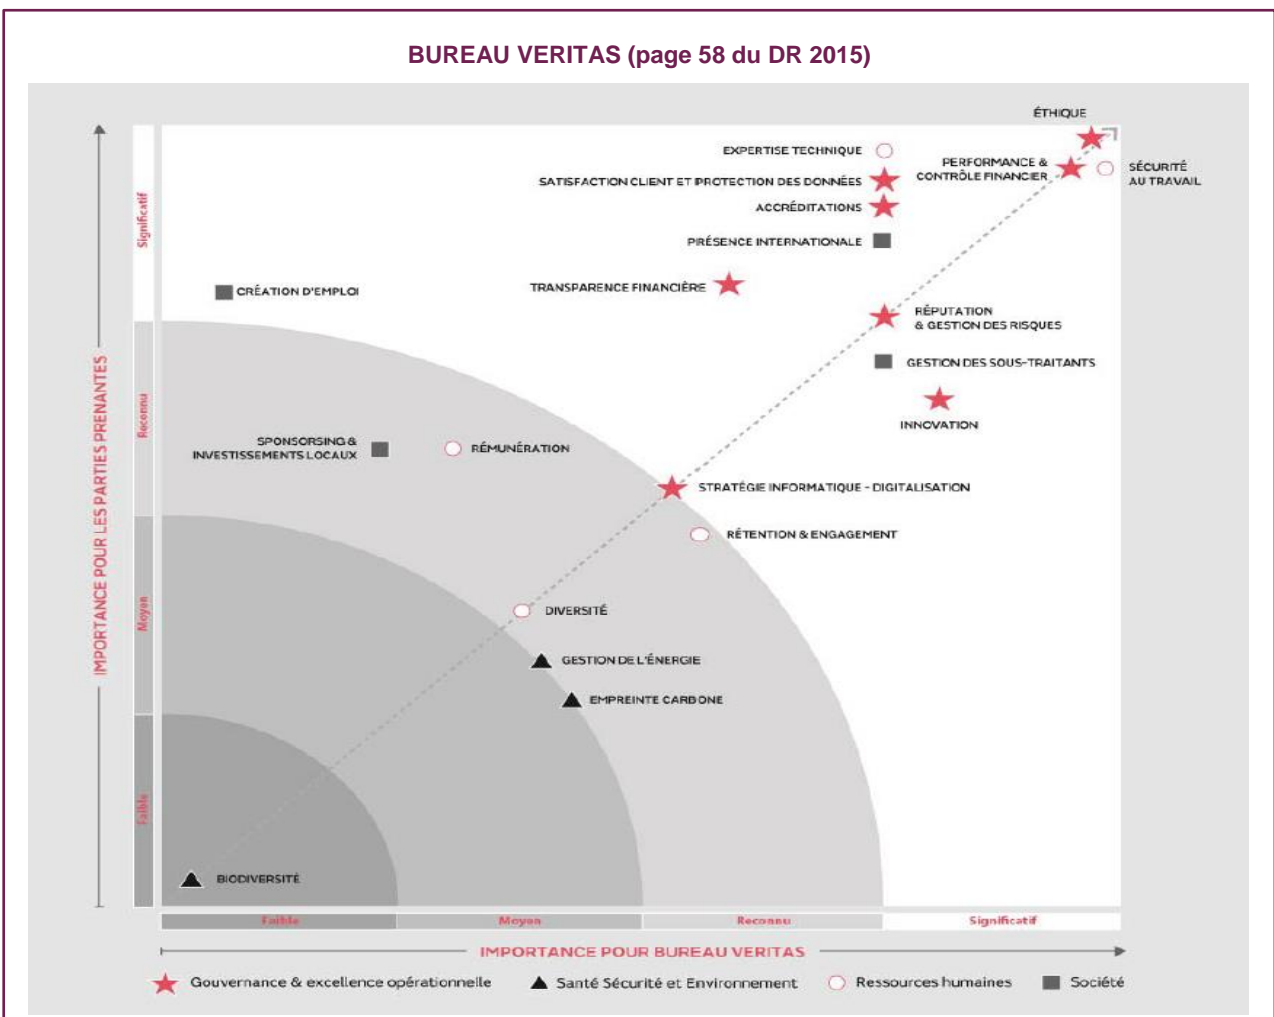 BUREAU VERITAS (page 58 du DR 2015)
ÉTHIQUE
EXPERTISE TECHNIQUE
PERFORMANCE &
CONTRÔLE FINANCIER
SÉCURITÉ
AU TRAVAIL
SATISFACTION CLIENT ET PROTECTION DES DONNÉES
ACCRÉDITATIONS
PRÉSENCE INTERNATIONALE
TRANSPARENCE FINANCIÈRE
CRÉATION D'EMPLOI
RÉPUTATION
& GESTION DES RISQUES
GESTION DES SOUS-TRAITANTS
INNOVATION
SPONSORSING &
INVESTISSEMENTS LOCAUX
RÉMUNÉRATION
STRATÉGIE INFORMATIQUE - DIGITALISATION
RÉTENTION & ENGAGEMENT
DIVERSITÉ
GESTION DE L'ÉNERGIE
EMPREINTE CARBONE
BIODIVERSITÉ
IMPORTANCE POUR LES PARTIES PRENANTES
Significatif
Reconnu
Moyen
Faible
Faible
Moyen
Reconnu
Significatif
IMPORTANCE POUR BUREAU VERITAS
Gouvernance & excellence opérationnelle
Santé Sécurité et Environnement
Ressources humaines
Société